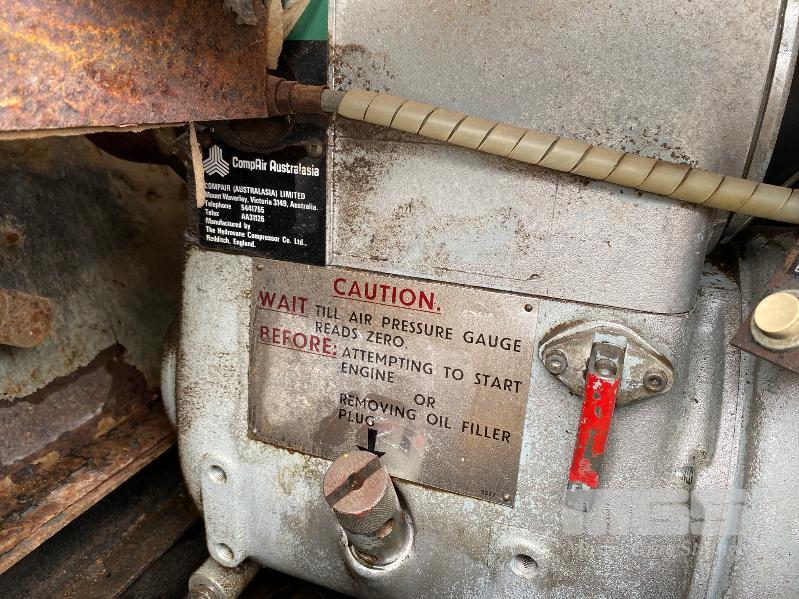 CompAir Australasia
COMPAIR (AUSTRALASIA) LIMITED
Mount Waverley, Victoria 3149, Australia.
Telephone 5441755
Telex AA31126
Manufactured by
The Hydrovane Compressor Co. Ltd.,
Redditch, England.
CAUTION.
WAIT TILL AIR PRESSURE GAUGE
READS ZERO.
BEFORE: ATTEMPTING TO START
ENGINE
OR
REMOVING OIL FILLER
PLUG